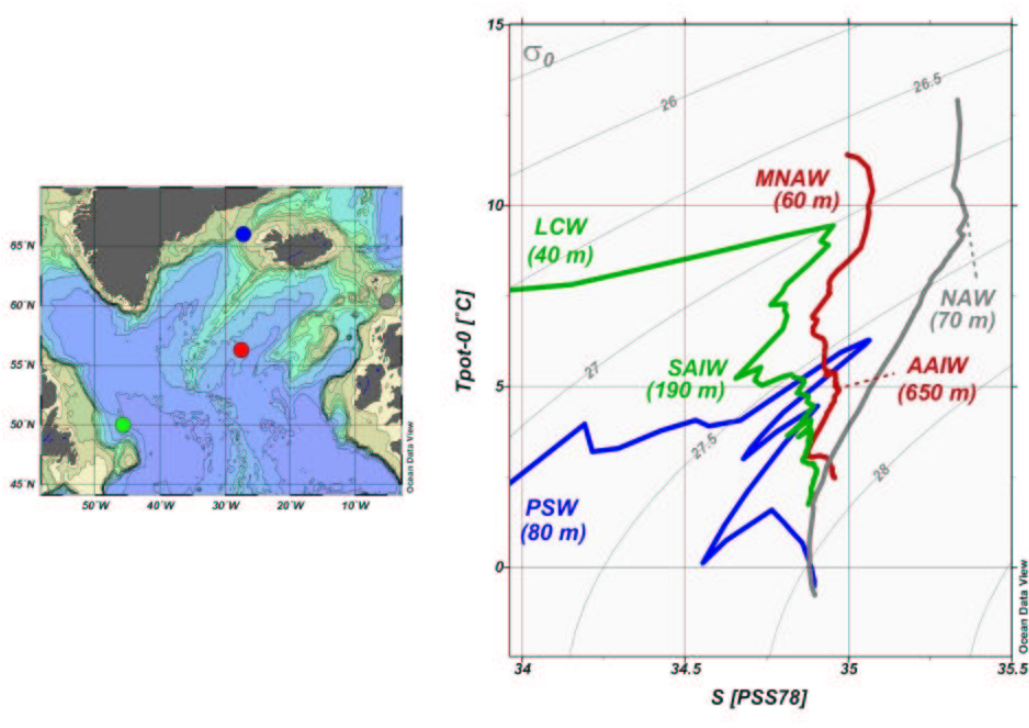 65°N
60°N
55°N
50°N
45°N
50°W
40°W
30°W
20°W
10°W
Ocean Data View
15
10
5
0
Tpot-0 [°C]
34
34.5
35
35.5
S [PSS78]
σ0
26
26.5
27
27.5
28
MNAW
(60 m)
LCW
(40 m)
NAW
(70 m)
SAIW
(190 m)
AAIW
(650 m)
PSW
(80 m)
Ocean Data View